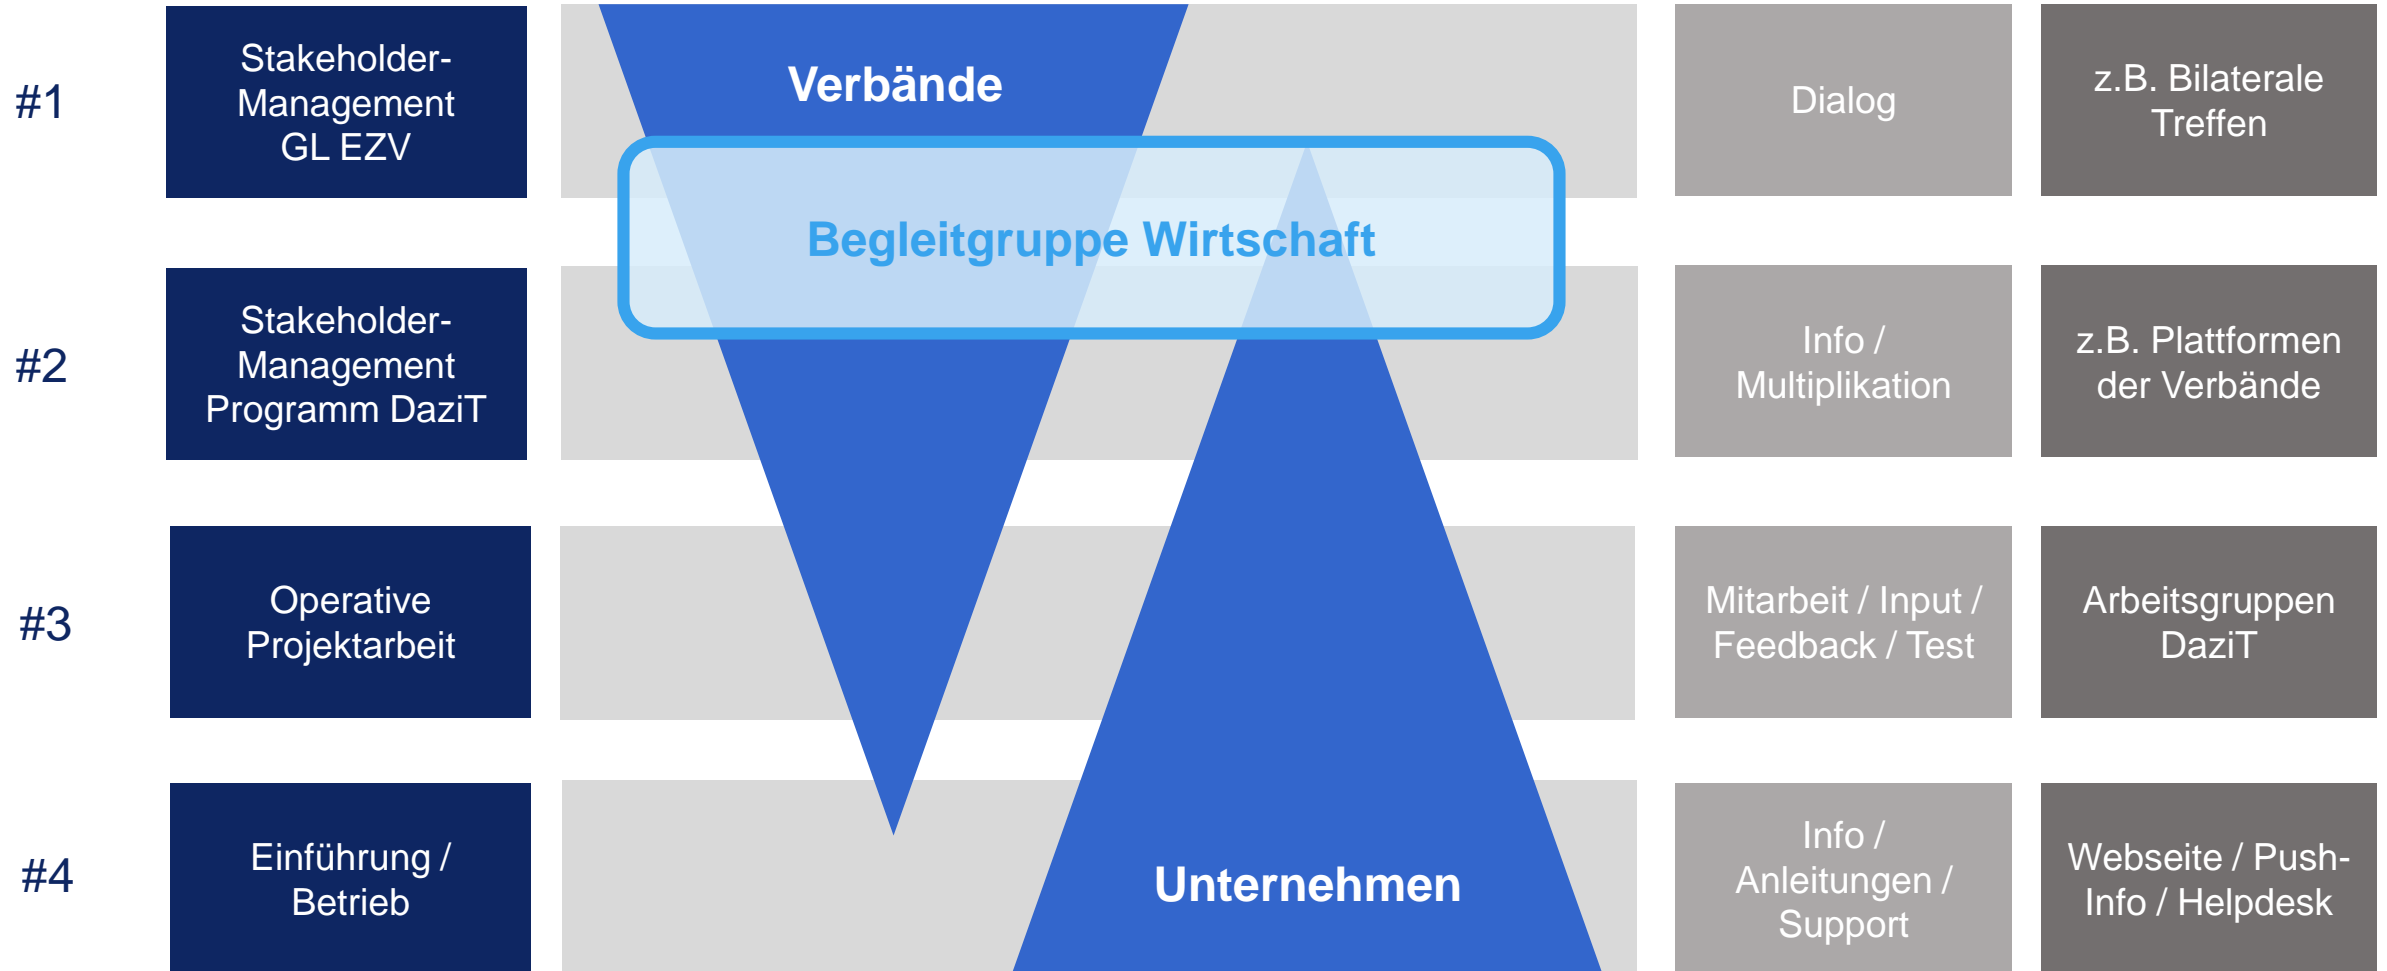 #1
Stakeholder-
Management
GL EZV
Verbände
Dialog
z.B. Bilaterale
Treffen
Begleitgruppe Wirtschaft
#2
Stakeholder-
Management
Programm DaziT
Info /
Multiplikation
z.B. Plattformen
der Verbände
#3
Operative
Projektarbeit
Mitarbeit / Input /
Feedback / Test
Arbeitsgruppen
DaziT
#4
Einführung /
Betrieb
Unternehmen
Info /
Anleitungen /
Support
Webseite / Push-
Info / Helpdesk